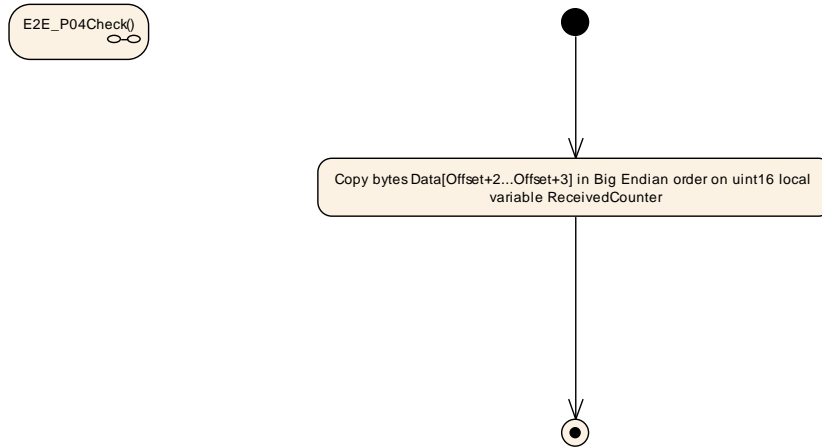 E2E_P04Check()
Copy bytes Data[Offset+2...Offset+3] in Big Endian order on uint16 local
variable ReceivedCounter